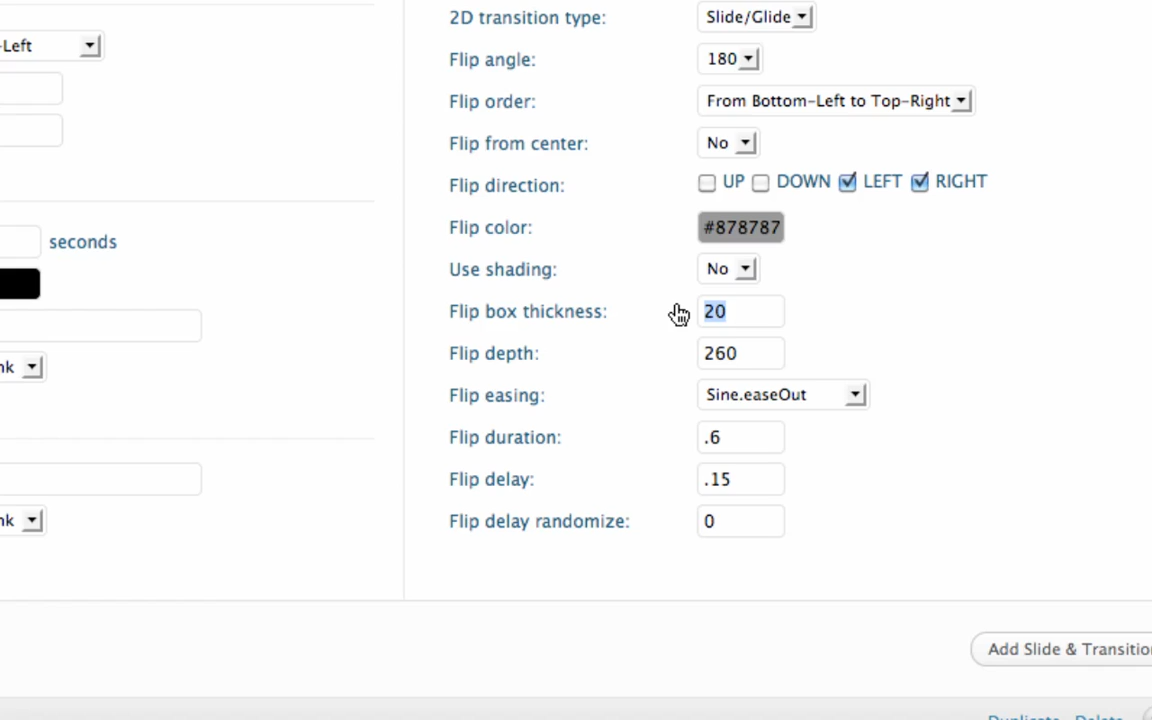 2D transition type: Slide/Glide
-Left
Flip angle: 180
Flip order: From Bottom-Left to Top-Right
Flip from center: No
Flip direction: UP DOWN LEFT RIGHT
Flip color: #878787
seconds
Use shading: No
Flip box thickness: 20
Flip depth: 260
nk
Flip easing: Sine.easeOut
Flip duration: .6
Flip delay: .15
Flip delay randomize: 0
nk
Add Slide & Transitio
Duplicate Delete